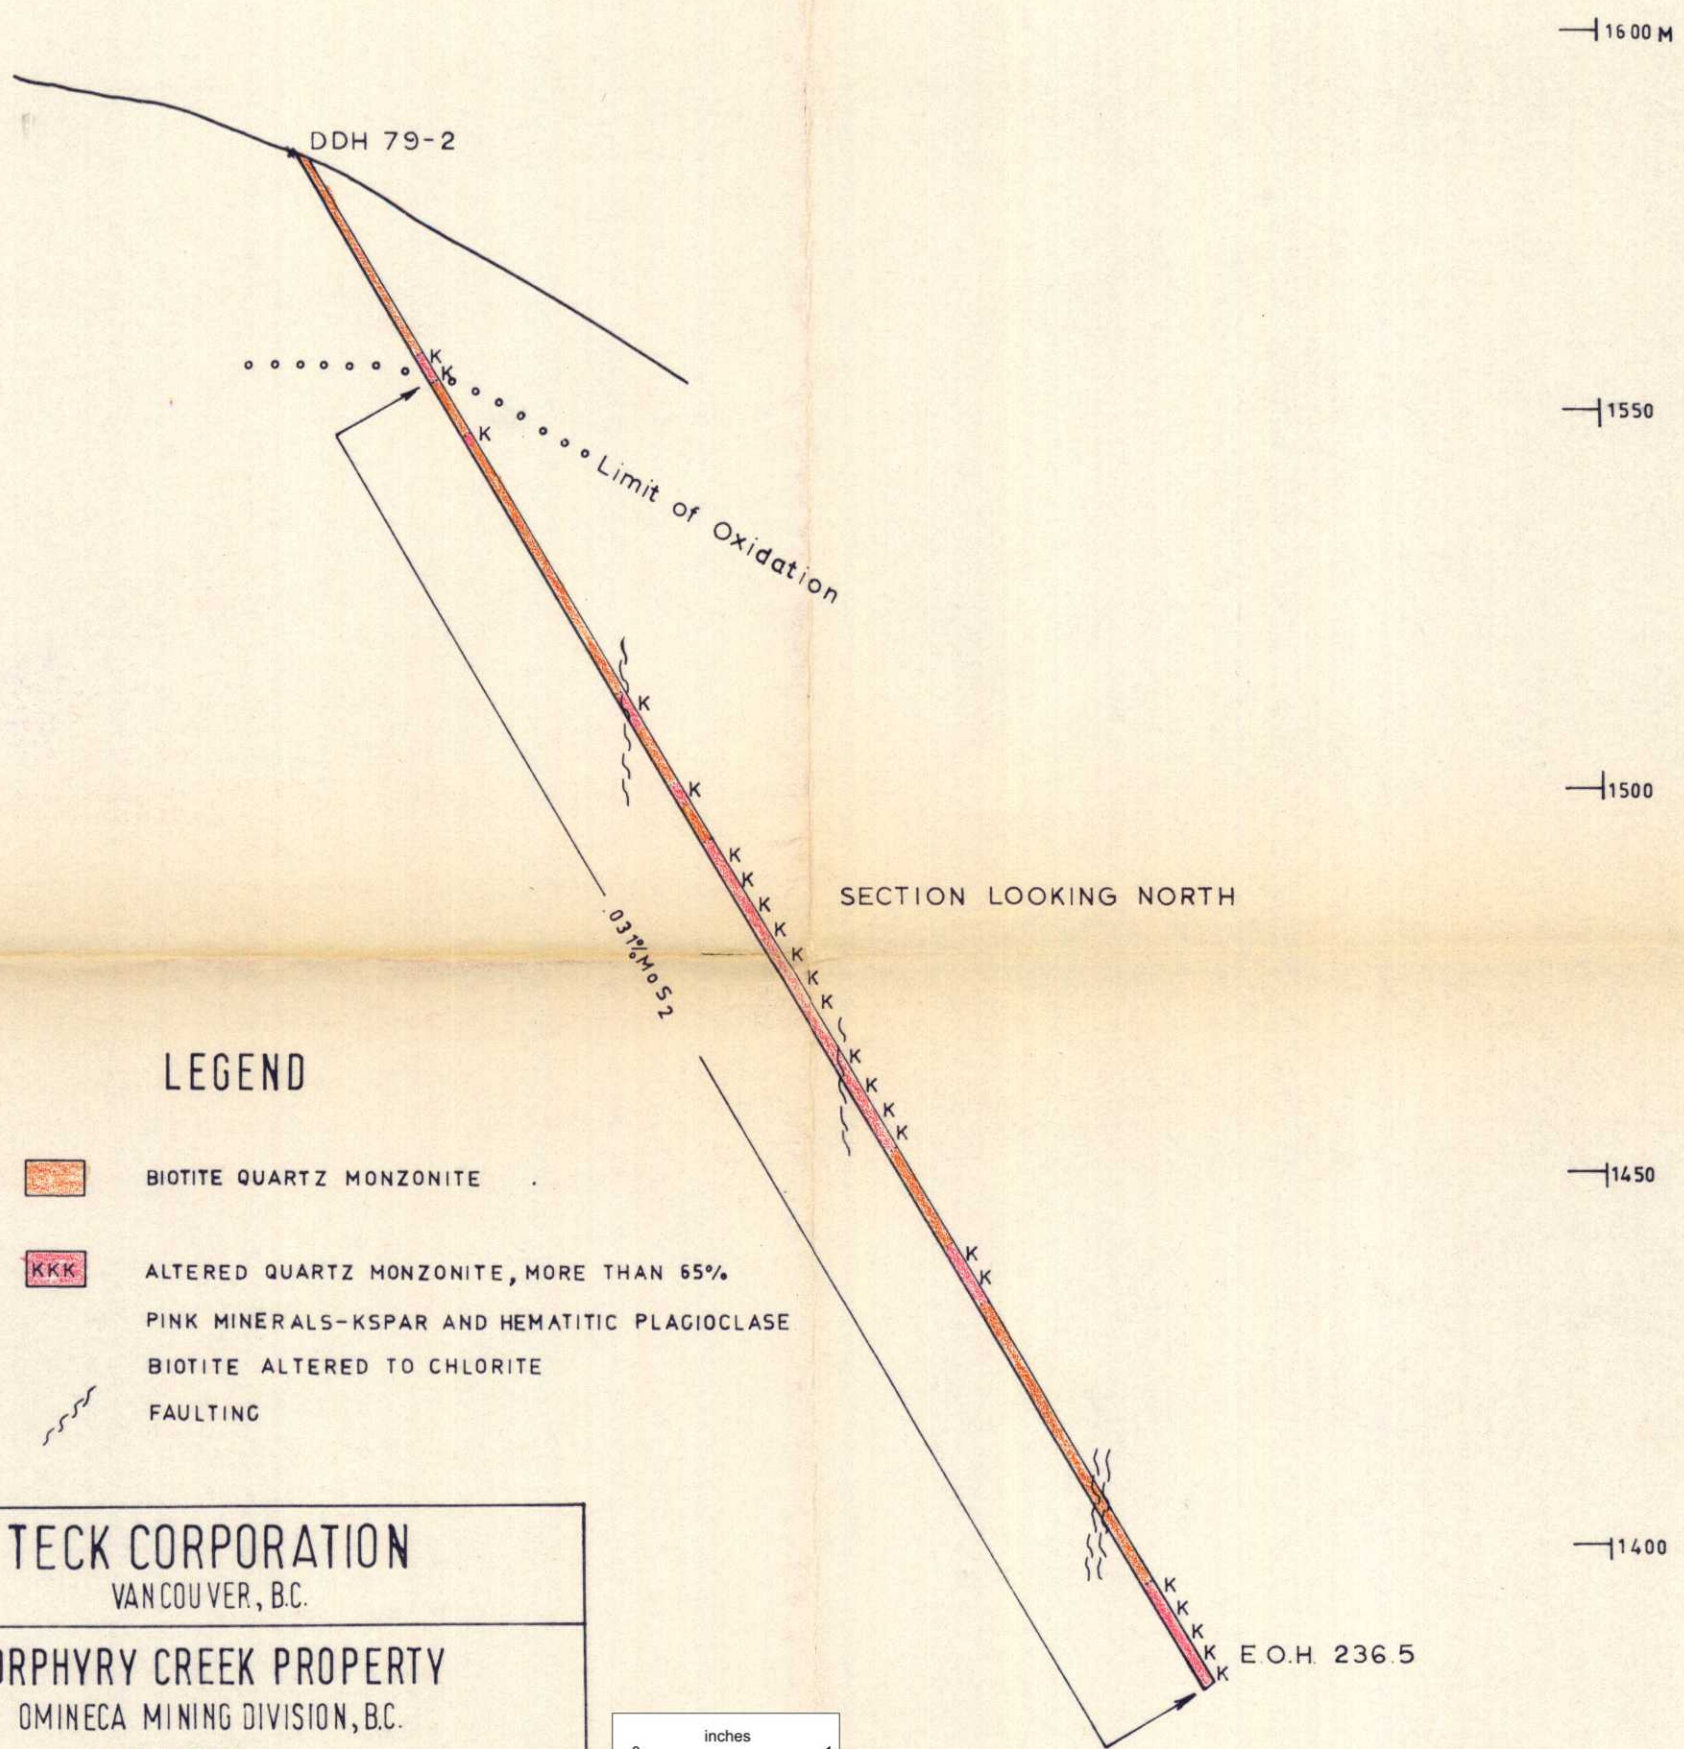 1600 M
DDH 79-2
K
K
1550
K
Limit of Oxidation
K
K
1500
K
K
K
K
K
K
K
SECTION LOOKING NORTH
.031% MoS2
K
K
K
K
LEGEND
BIOTITE QUARTZ MONZONITE
1450
K
K
KKK
ALTERED QUARTZ MONZONITE, MORE THAN 65%
PINK MINERALS-KSPAR AND HEMATITIC PLAGIOCLASE
BIOTITE ALTERED TO CHLORITE
FAULTING
1400
K
K
K
K
K
E.O.H. 236.5
TECK CORPORATION
VANCOUVER, B.C.
ORPHYRY CREEK PROPERTY
OMINECA MINING DIVISION, B.C.
inches